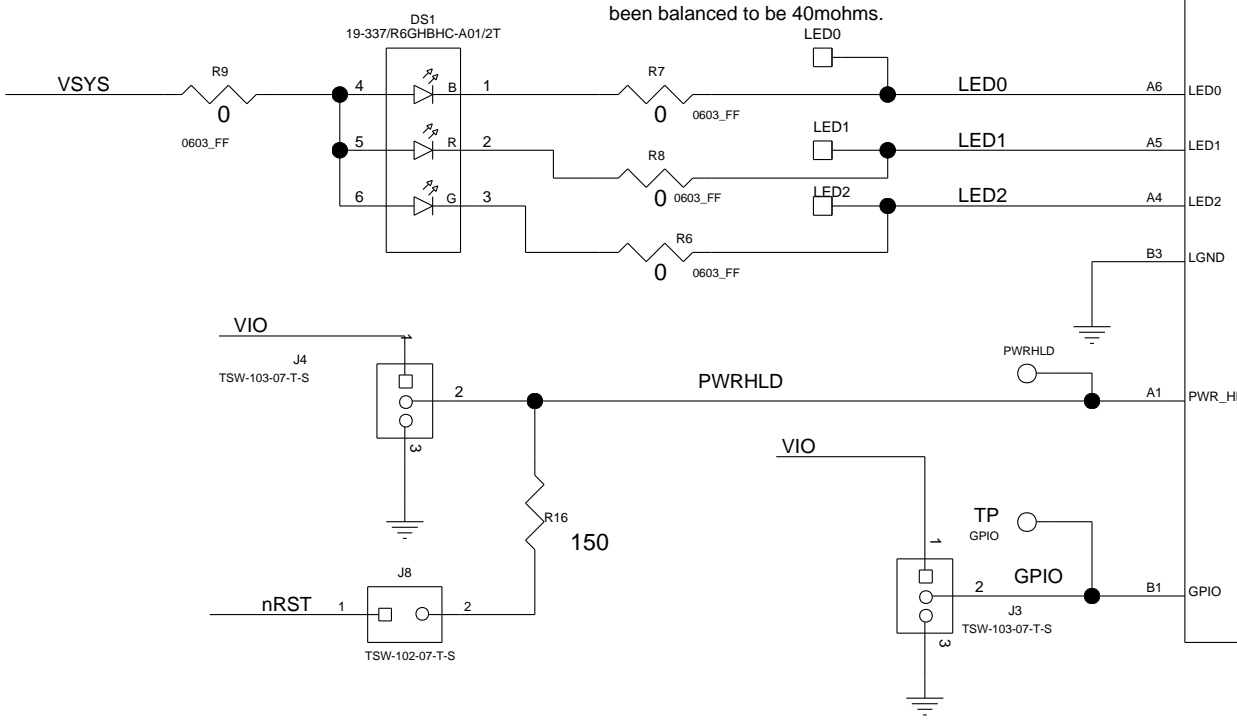 been balanced to be 40mohms.
DS1
19-337/R6GHBHC-A01/2T
LED0
VSYS
R9
4
B
1
R7
LED0
A6
LED0
0
0
0603_FF
0603_FF
LED1
5
R
2
R8
LED1
A5
LED1
0
0603_FF
LED2
6
G
3
LED2
A4
LED2
R6
0
0603_FF
B3
LGND
VIO
1
J4
TSW-103-07-T-S
2
3
PWRHLD
PWRHLD
A1
VIO
1
R16
150
TP
GPIO
J8
nRST
1
2
TSW-102-07-T-S
2
GPIO
B1
GPIO
J3
TSW-103-07-T-S
3